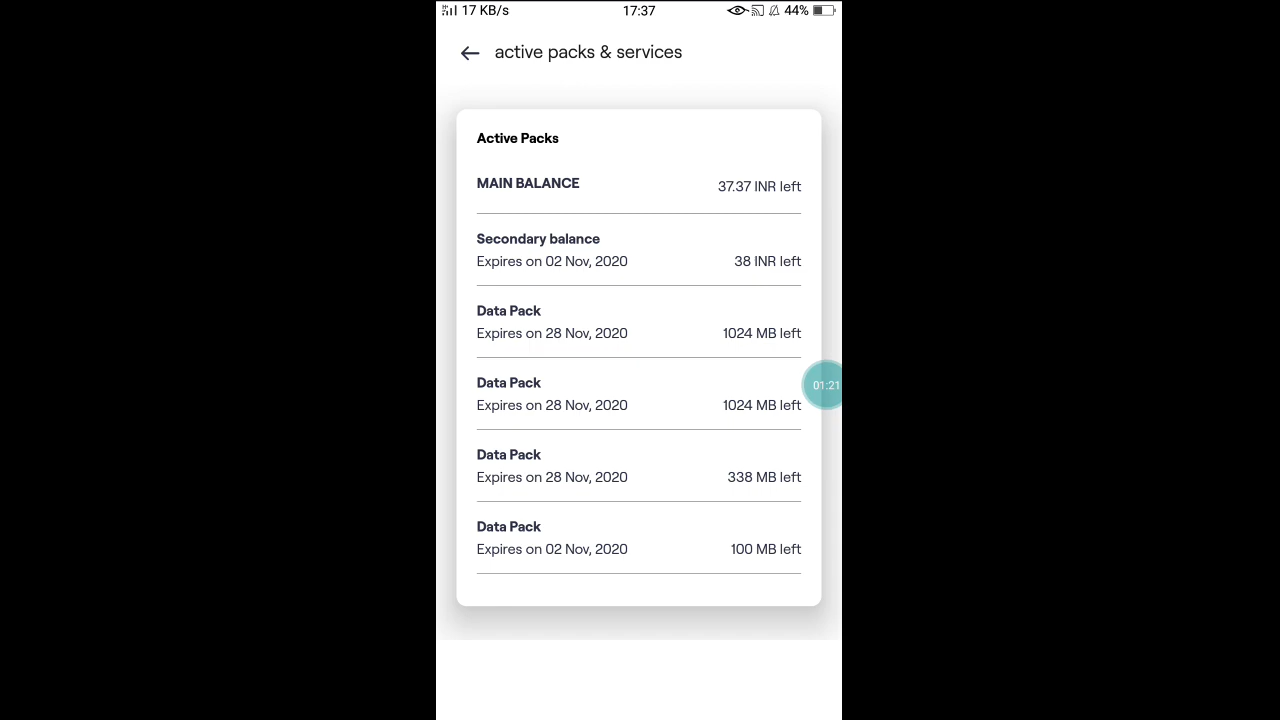 17 KB/s 17:37 44%
active packs & services
Active Packs
MAIN BALANCE 37.37 INR left
Secondary balance
Expires on 02 Nov, 2020 38 INR left
Data Pack
Expires on 28 Nov, 2020 1024 MB left
Data Pack
01:21
Expires on 28 Nov, 2020 1024 MB left
Data Pack
Expires on 28 Nov, 2020 338 MB left
Data Pack
Expires on 02 Nov, 2020 100 MB left